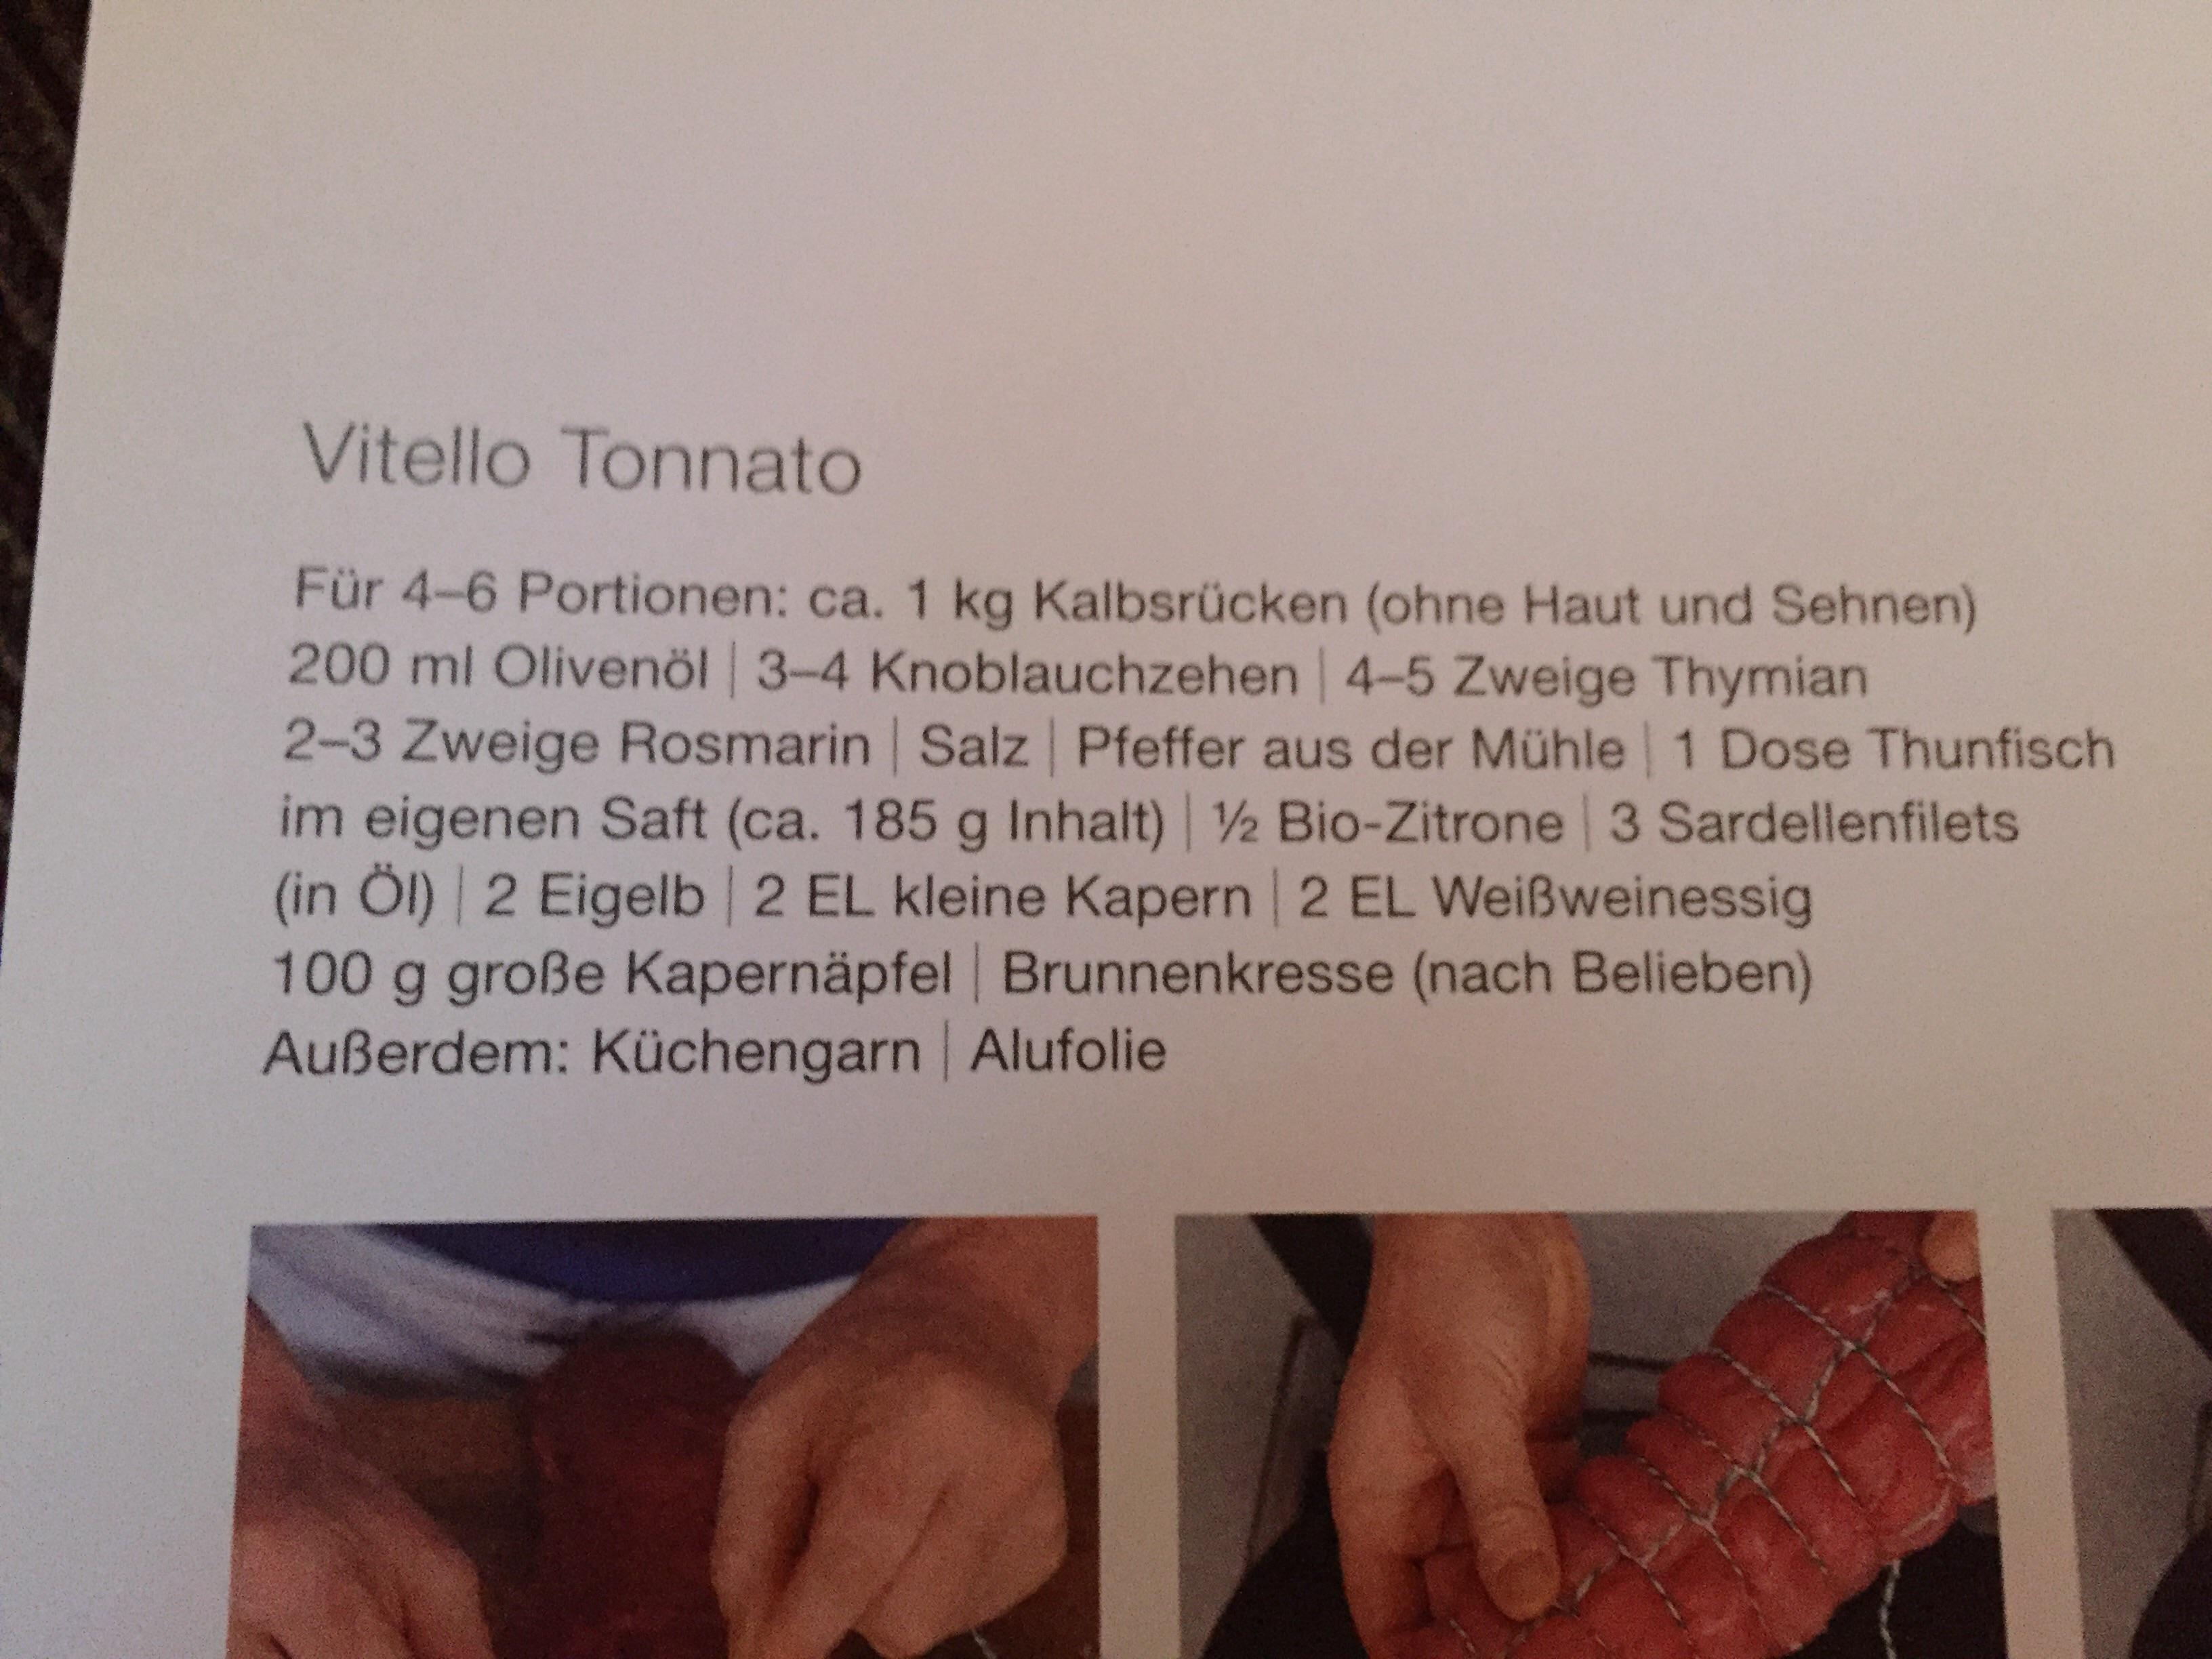 Vitello Tonnato
Für 4–6 Portionen: ca. 1 kg Kalbsrücken (ohne Haut und Sehnen)
200 ml Olivenöl | 3–4 Knoblauchzehen | 4–5 Zweige Thymian
2–3 Zweige Rosmarin | Salz | Pfeffer aus der Mühle | 1 Dose Thunfisch
im eigenen Saft (ca. 185 g Inhalt) | ½ Bio-Zitrone | 3 Sardellenfilets
(in Öl) | 2 Eigelb | 2 EL kleine Kapern | 2 EL Weißweinessig
100 g große Kapernäpfel | Brunnenkresse (nach Belieben)
Außerdem: Küchengarn | Alufolie